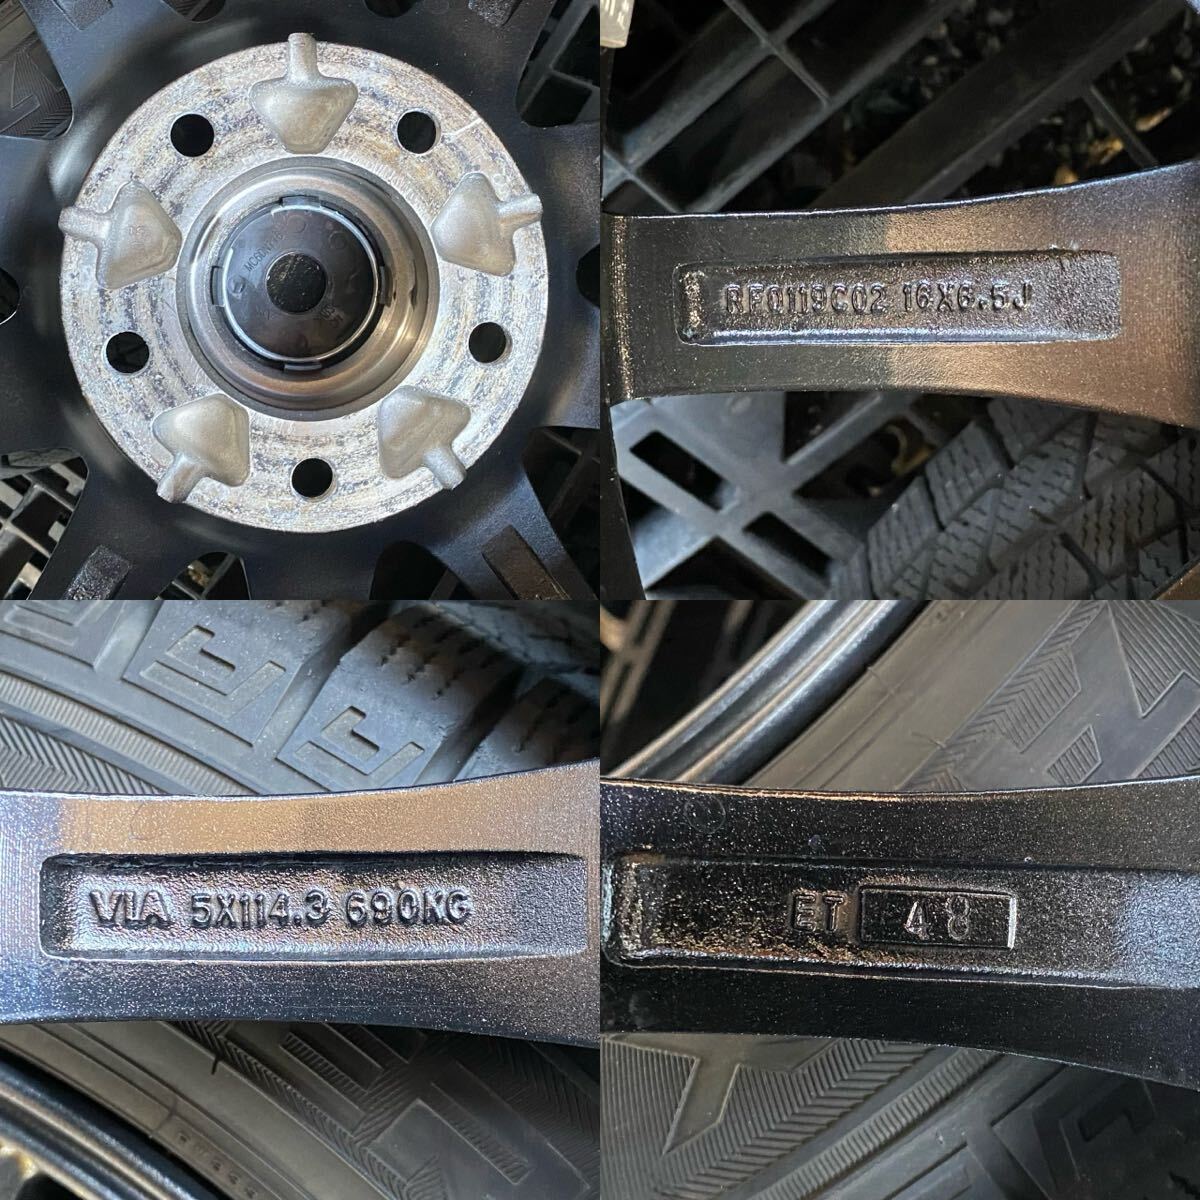 RF0119C02 16X6.5J
VIA 5X114.3 690KG
ET 48